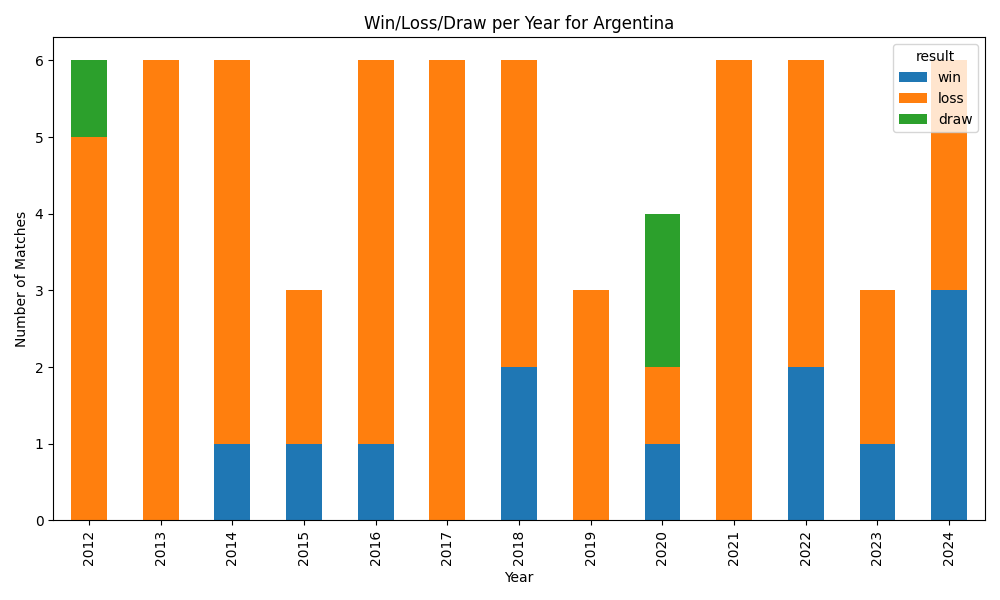 Win/Loss/Draw per Year for Argentina
result
win
loss
draw
Number of Matches
6
5
4
3
2
1
0
2012 2013 2014 2015 2016 2017 2018 2019 2020 2021 2022 2023 2024
Year